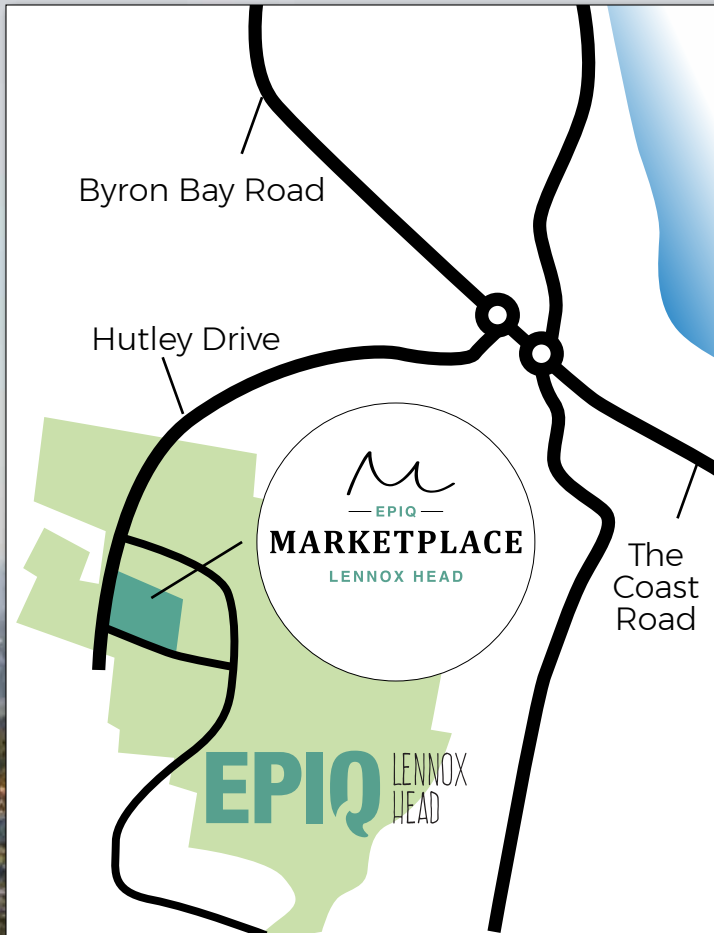 Byron Bay Road
Hutley Drive
EPIQ
MARKETPLACE
LENNOX HEAD
The
Coast
Road
EPIQ
LENNOX
HEAD